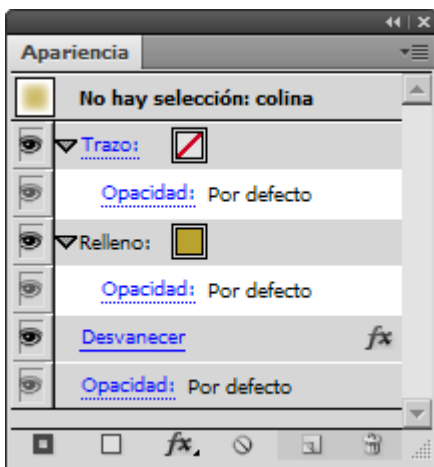 Apariencia
No hay selección: colina
Trazo:
Opacidad: Por defecto
Relleno:
Opacidad: Por defecto
Desvanecer fx
Opacidad: Por defecto
fx